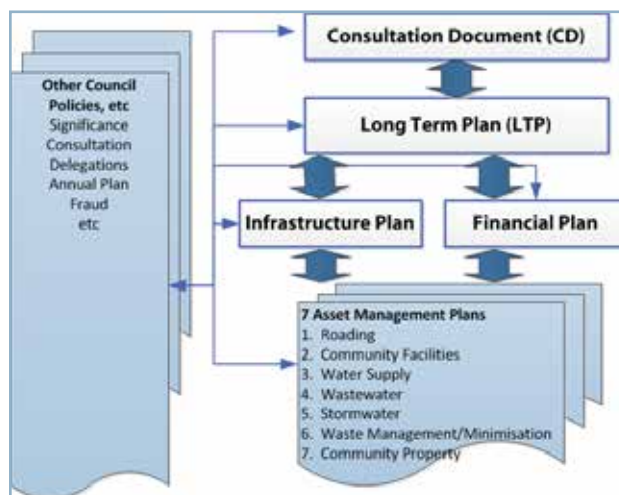 Consultation Document (CD)
Long Term Plan (LTP)
Infrastructure Plan
Financial Plan
Other Council
Policies, etc
Significance
Consultation
Delegations
Annual Plan
Fraud
etc
7 Asset Management Plans
1. Roading
2. Community Facilities
3. Water Supply
4. Wastewater
5. Stormwater
6. Waste Management/Minimisation
7. Community Property